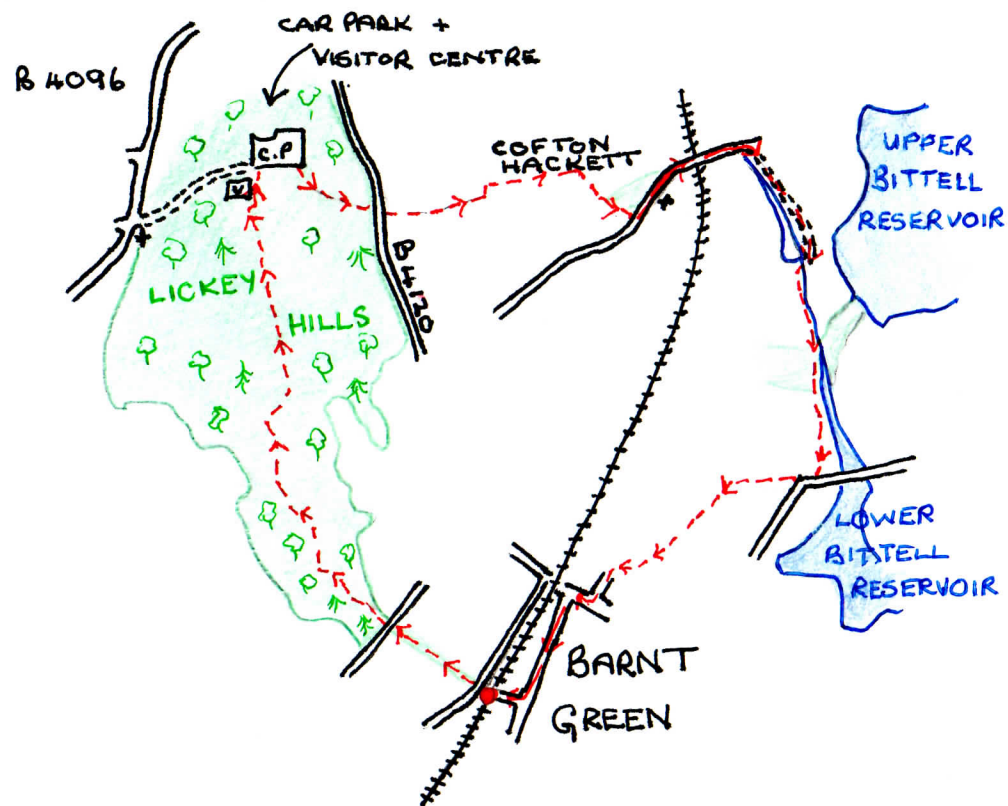 CAR PARK +
VISITOR CENTRE
B 4096
C.P
V
COFTON
HACKETT
UPPER
BITTELL
RESERVOIR
B4120
LICKEY
HILLS
LOWER
BITTELL
RESERVOIR
BARNT
GREEN